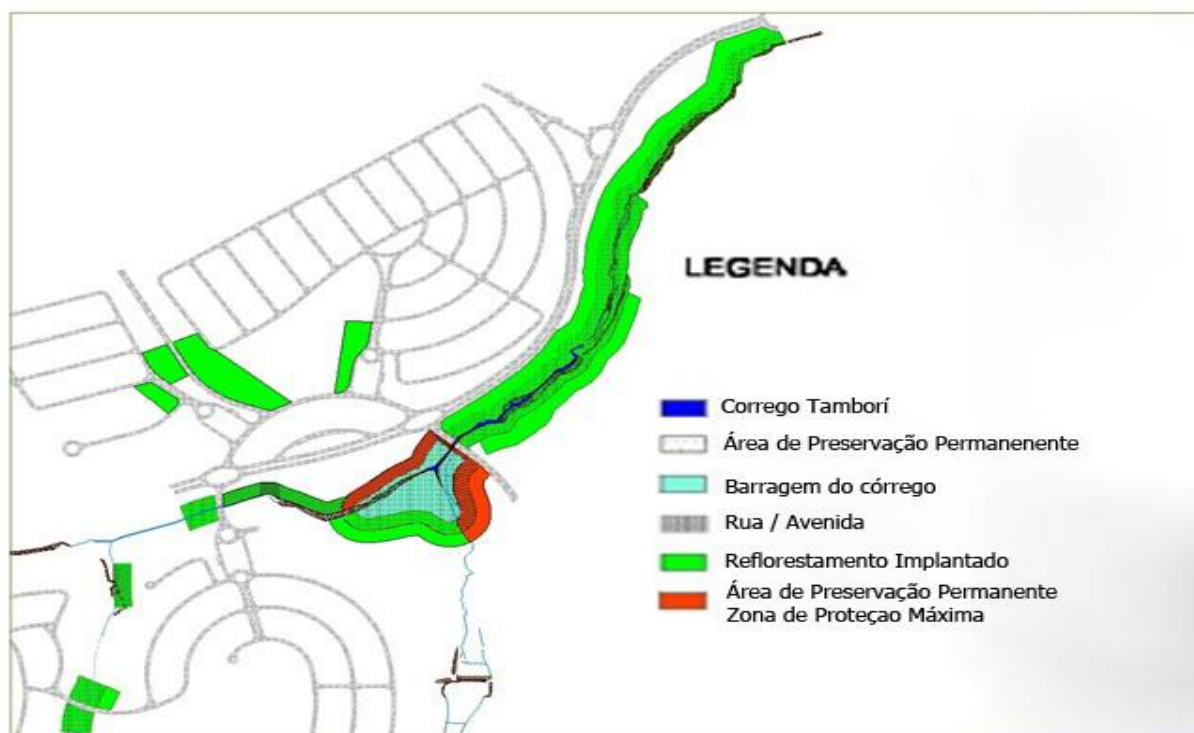 LEGENDA
Corrego Tamborí
Área de Preservação Permanenente
Barragem do córrego
Rua / Avenida
Reflorestamento Implantado
Área de Preservação Permanente
Zona de Proteçao Máxima